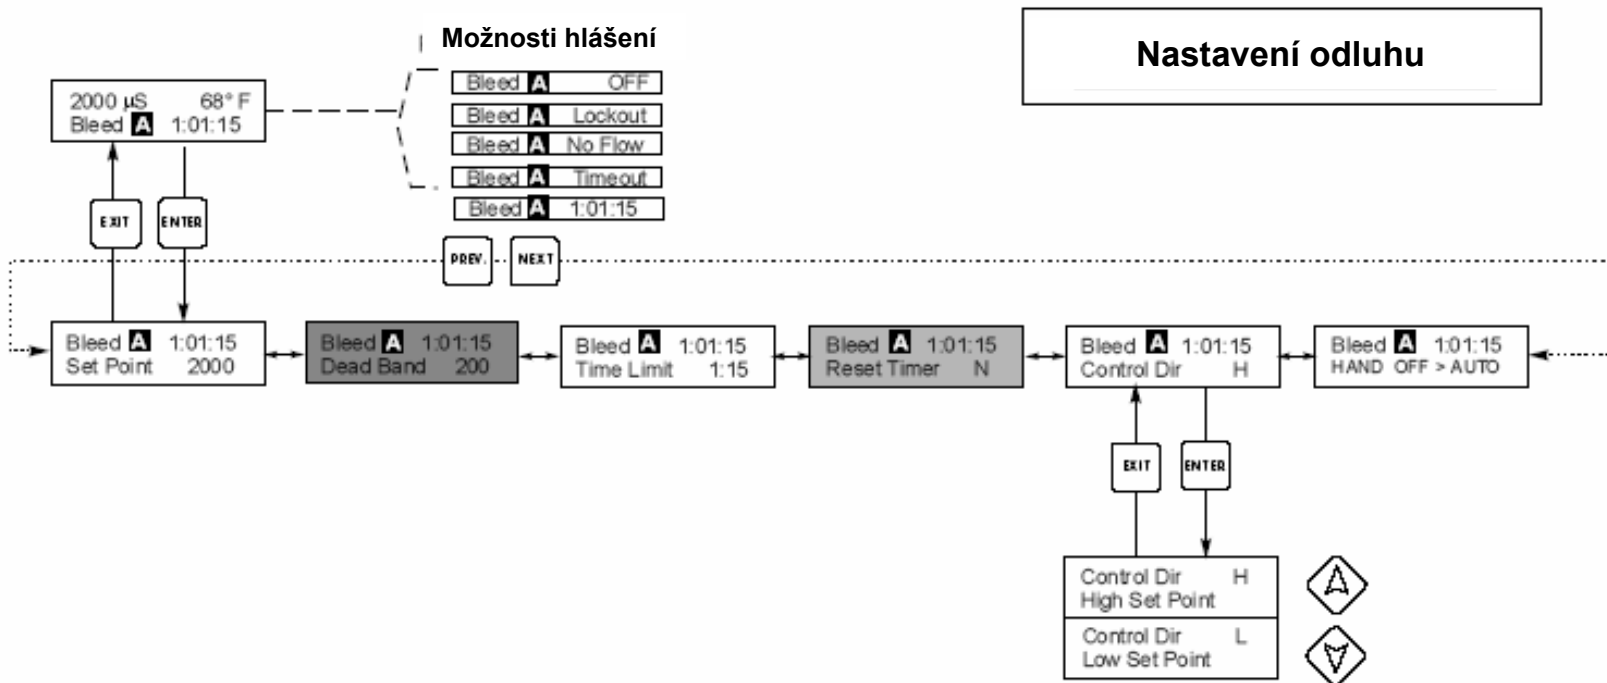 Možnosti hlášení
Nastavení odluhu
2000 µS 68° F
Bleed A 1:01:15
Bleed A OFF
Bleed A Lockout
Bleed A No Flow
Bleed A Timeout
Bleed A 1:01:15
EXIT
ENTER
PREV.
NEXT
Bleed A 1:01:15
Set Point 2000
Bleed A 1:01:15
Dead Band 200
Bleed A 1:01:15
Time Limit 1:15
Bleed A 1:01:15
Reset Timer N
Bleed A 1:01:15
Control Dir H
Bleed A 1:01:15
HAND OFF > AUTO
EXIT
ENTER
Control Dir H
High Set Point
Control Dir L
Low Set Point